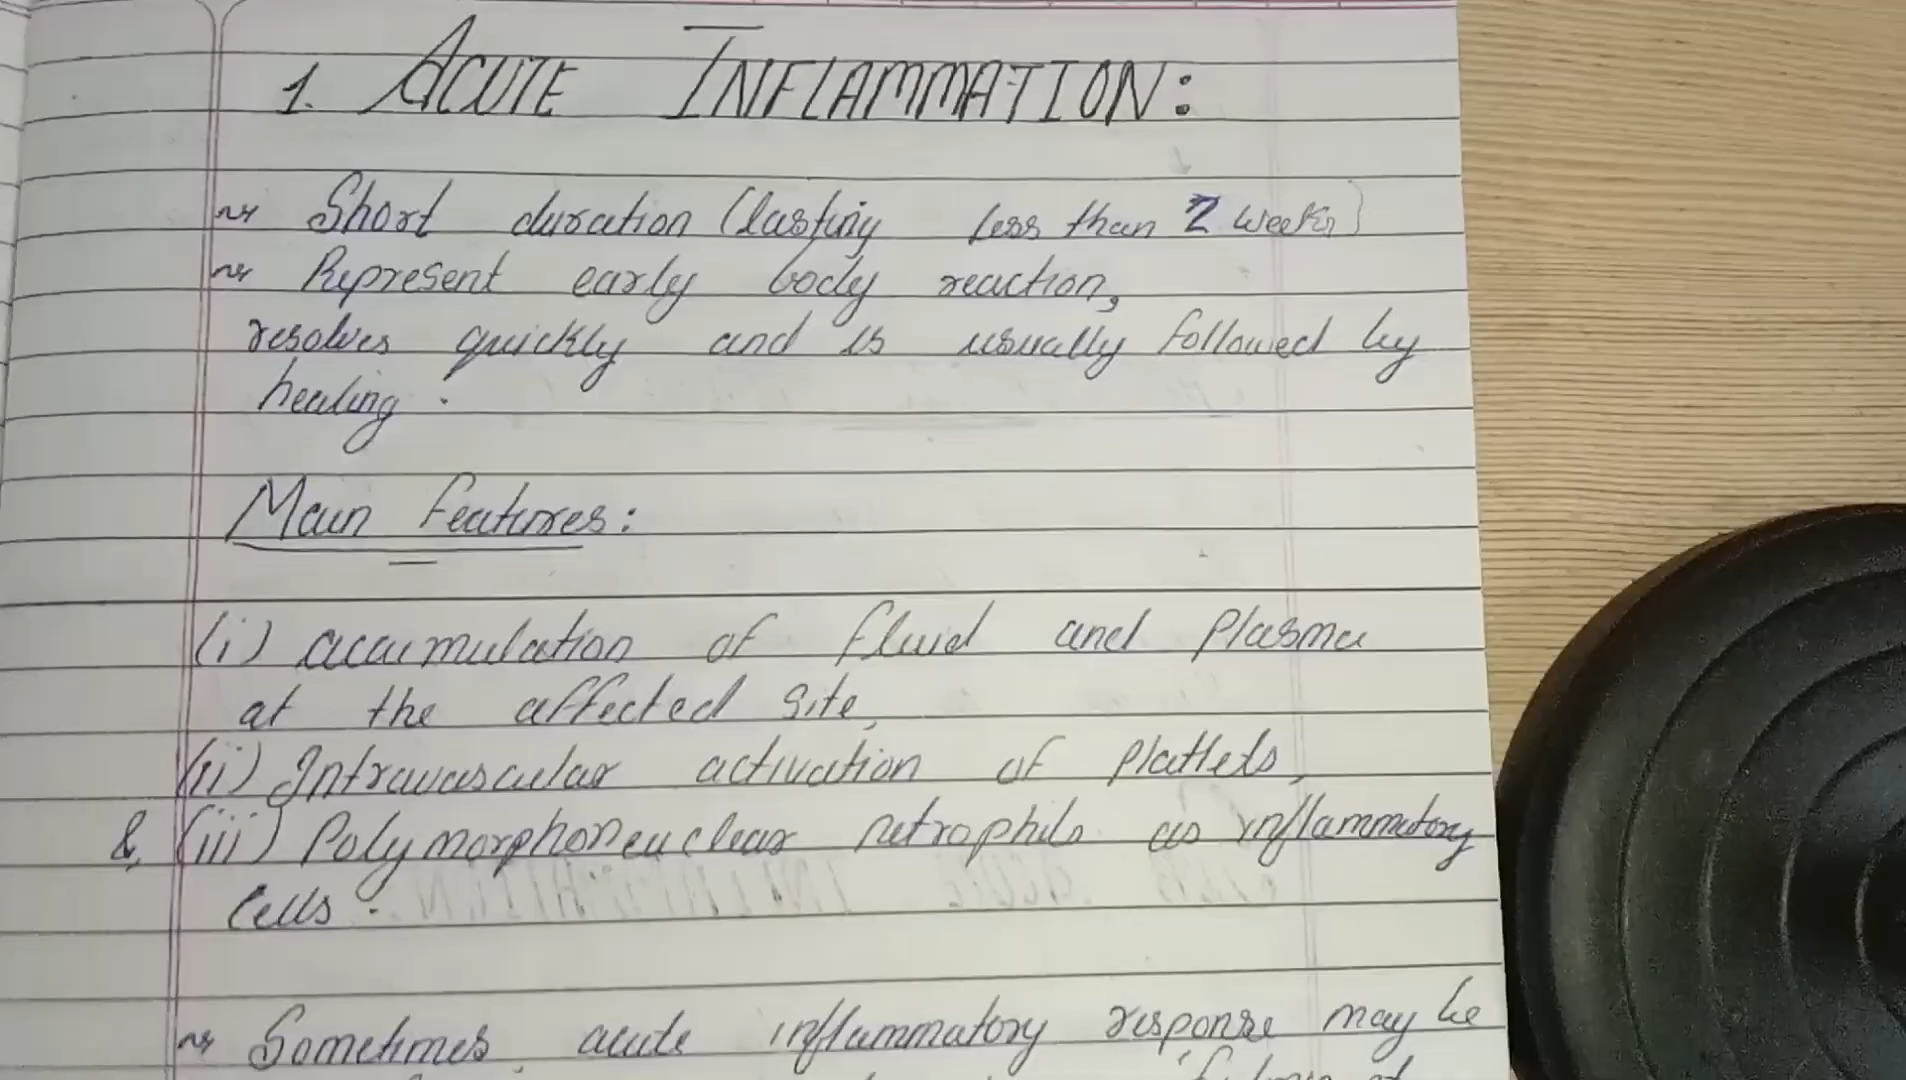 1. ACUTE INFLAMMATION:
Short duration (lasting less than 2 weeks)
Represent early body reaction,
resolves quickly and is usually followed by
healing.
Main features:
(i) accumulation of fluid and plasma
at the affected site,
(ii) Intravascular activation of platlets,
&, (iii) Polymorphoneuclear netrophils as inflammatory
cells.
Sometimes, acute inflammatory response may be